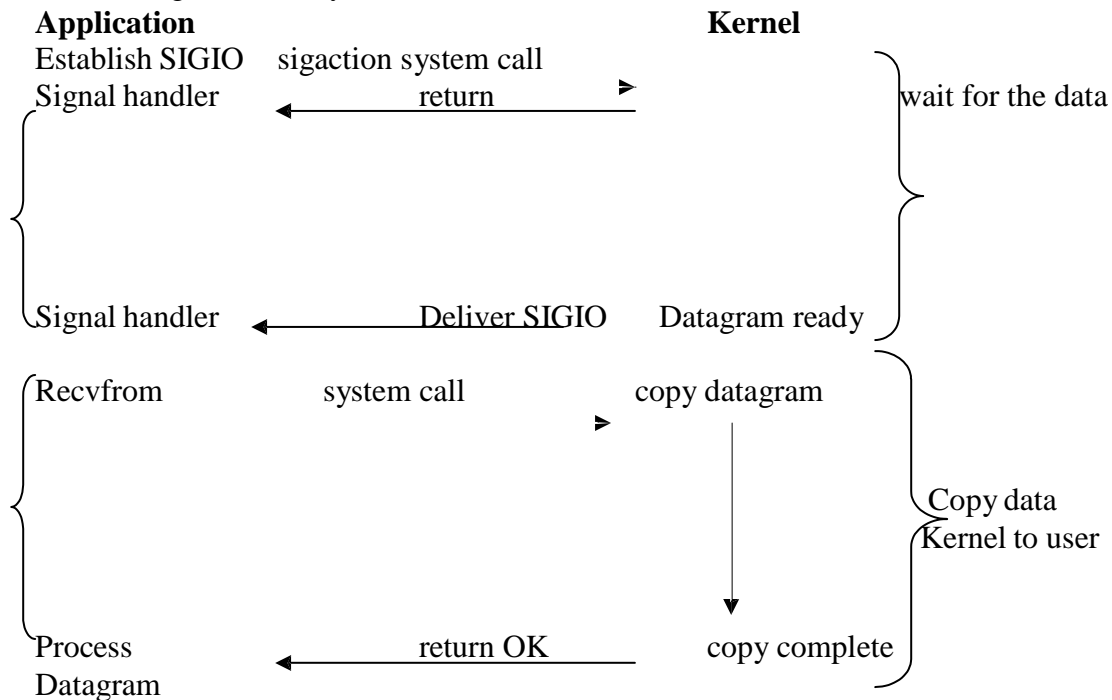 Application Kernel
Establish SIGIO sigaction system call
Signal handler return wait for the data
Signal handler Deliver SIGIO Datagram ready
Recvfrom system call copy datagram
Copy data
Kernel to user
Process return OK copy complete
Datagram